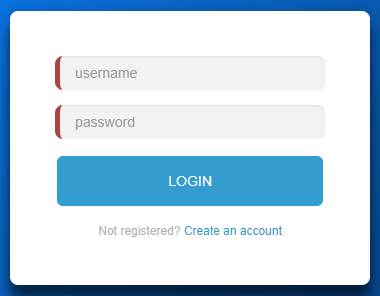 username
password
LOGIN
Not registered? Create an account